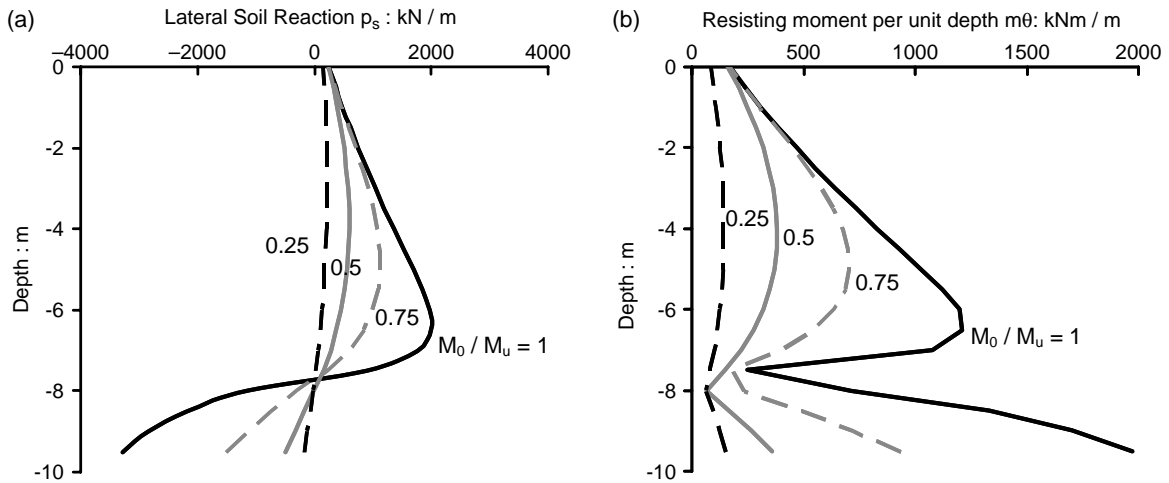 (a)
Lateral Soil Reaction pₛ : kN / m
–4000 –2000 0 2000 4000
0
-2
-4
-6
-8
-10
Depth : m
0.25
0.5
0.75
M₀ / Mᵤ = 1
(b)
Resisting moment per unit depth mθ: kNm / m
0 500 1000 1500 2000
0
-2
-4
-6
-8
-10
Depth : m
0.25
0.5
0.75
M₀ / Mᵤ = 1